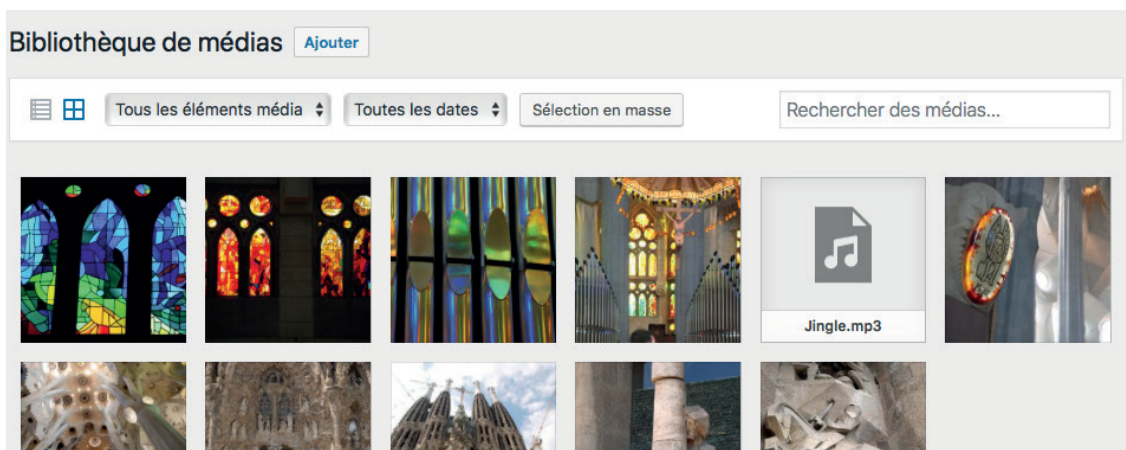 Bibliothèque de médias Ajouter
Tous les éléments média Toutes les dates Sélection en masse Rechercher des médias...
Jingle.mp3